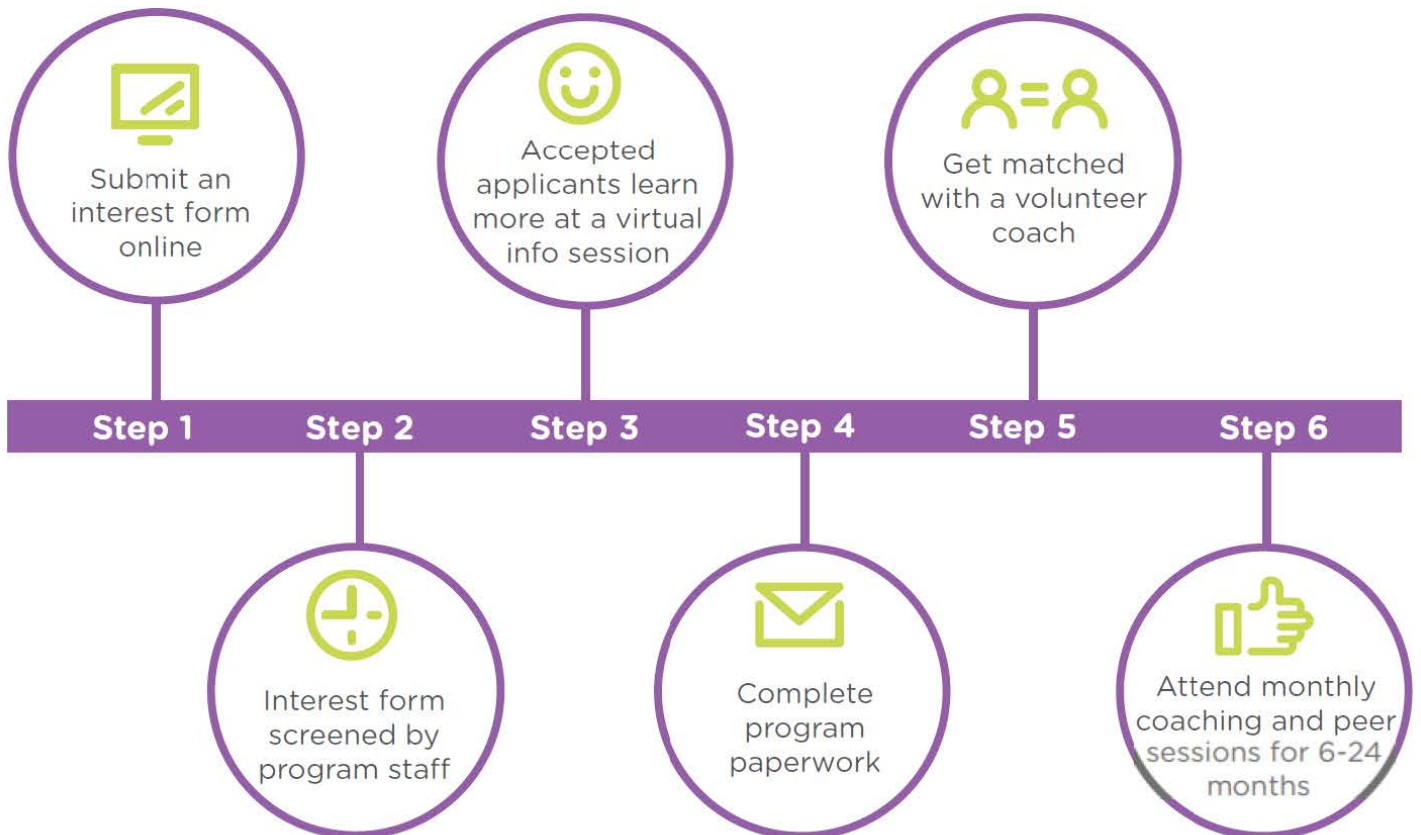 Submit an
interest form
online
Accepted
applicants learn
more at a virtual
info session
Get matched
with a volunteer
coach
Step 1
Step 2
Step 3
Step 4
Step 5
Step 6
Interest form
screened by
program staff
Complete
program
paperwork
Attend monthly
coaching and peer
sessions for 6-24
months